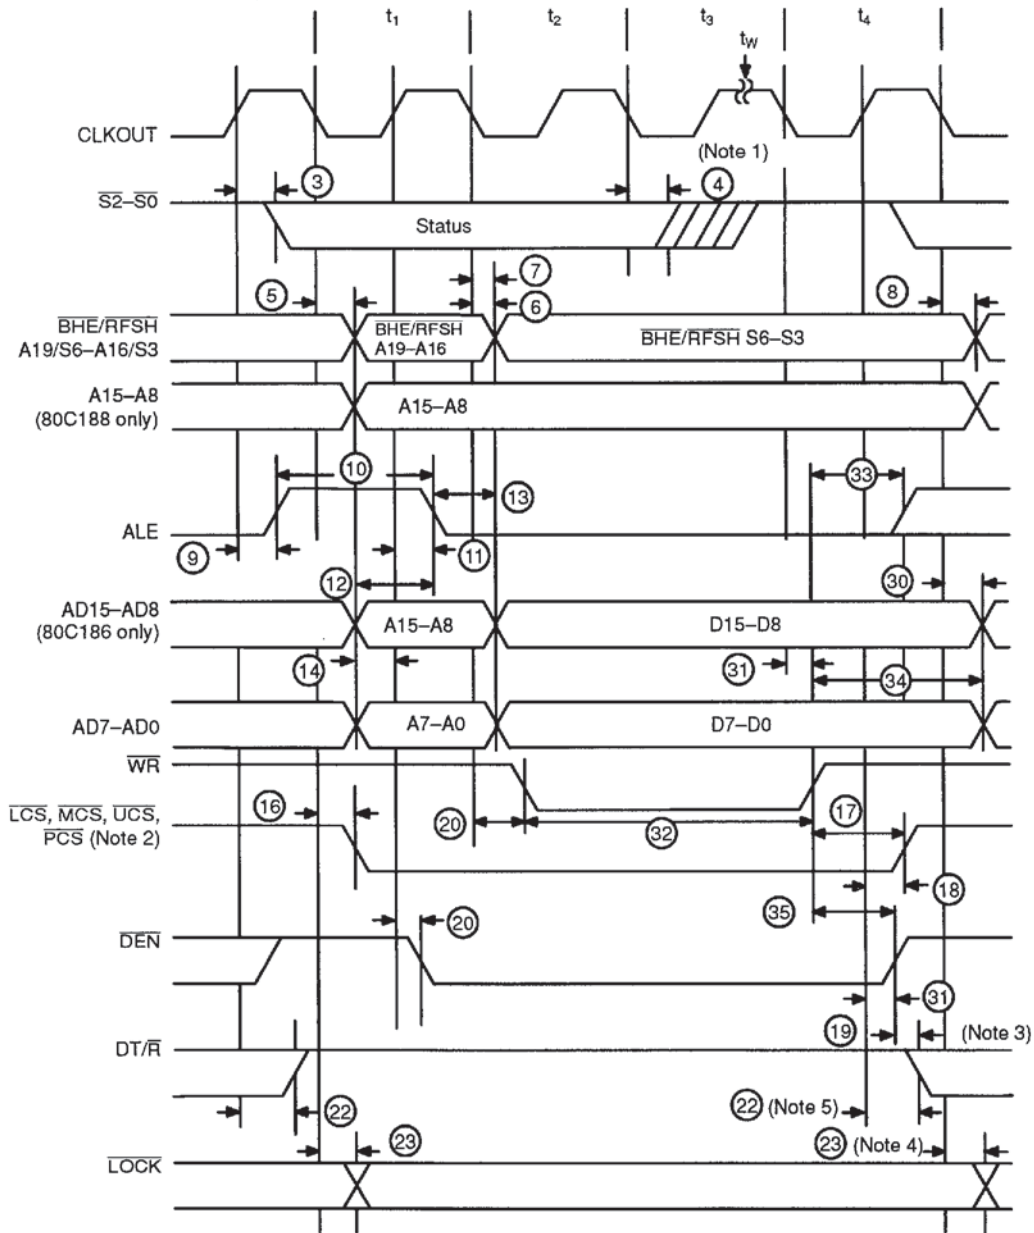 t1 t2 t3 t4
tW
CLKOUT
(Note 1)
3 4
S2–S0
Status
7
5 6 8
BHE/RFSH
A19/S6–A16/S3
BHE/RFSH
A19–A16
BHE/RFSH S6–S3
A15–A8
(80C188 only)
A15–A8
10 33
13
ALE
9 11
12 30
AD15–AD8
(80C186 only)
A15–A8
D15–D8
14 31 34
AD7–AD0
A7–A0
D7–D0
WR
16 20 32 17
LCS, MCS, UCS,
PCS (Note 2)
18
20 35
DEN
31
19 (Note 3)
DT/R
22 22 (Note 5)
23 23 (Note 4)
LOCK